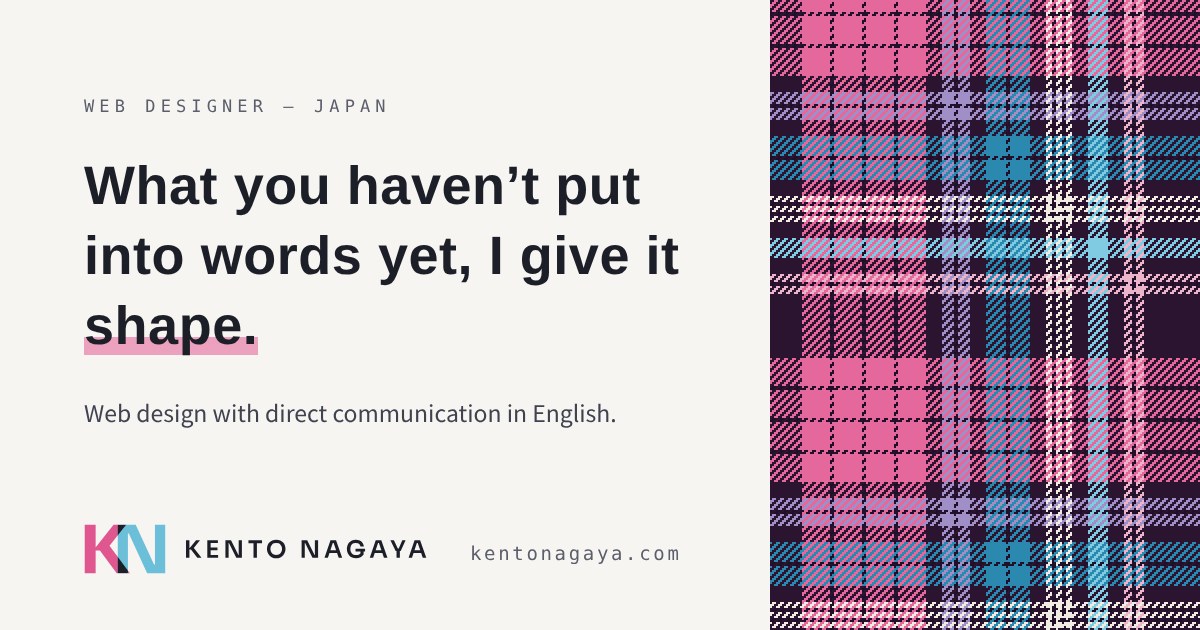 WEB DESIGNER — JAPAN
What you haven’t put
into words yet, I give it
shape.
Web design with direct communication in English.
KN KENTO NAGAYA kentonagaya.com